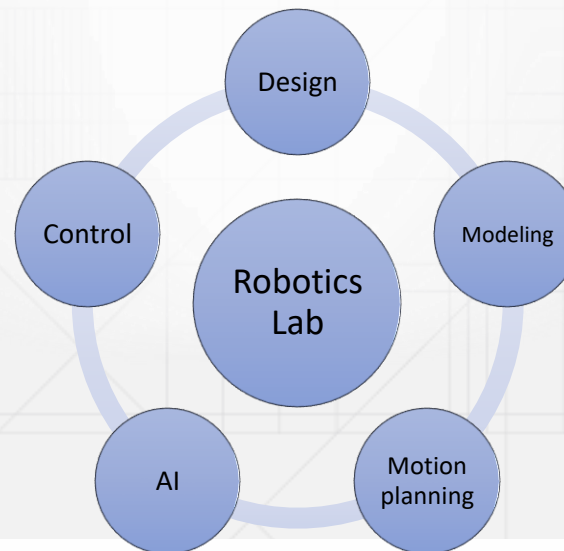 Design
Control
Modeling
Robotics
Lab
AI
Motion
planning